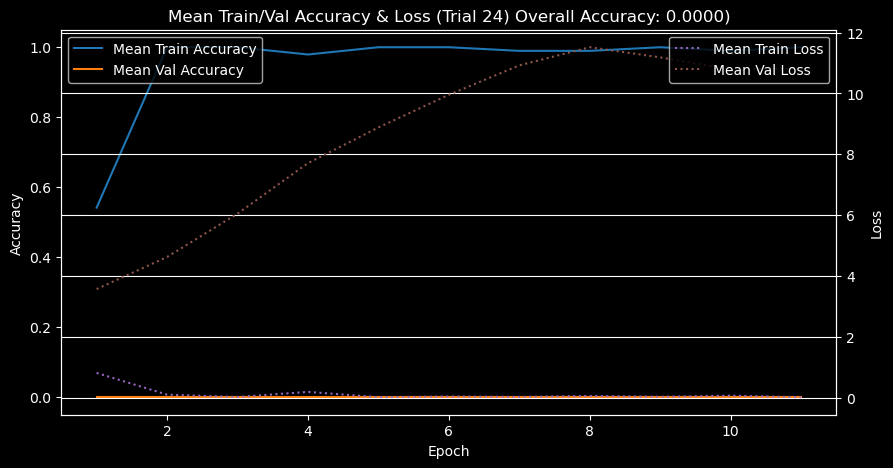 Mean Train/Val Accuracy & Loss (Trial 24) Overall Accuracy: 0.0000)
Mean Train Accuracy
Mean Val Accuracy
Mean Train Loss
Mean Val Loss
Accuracy
1.0
0.8
0.6
0.4
0.2
0.0
12
10
8
6
4
2
0
Loss
2
4
6
8
10
Epoch